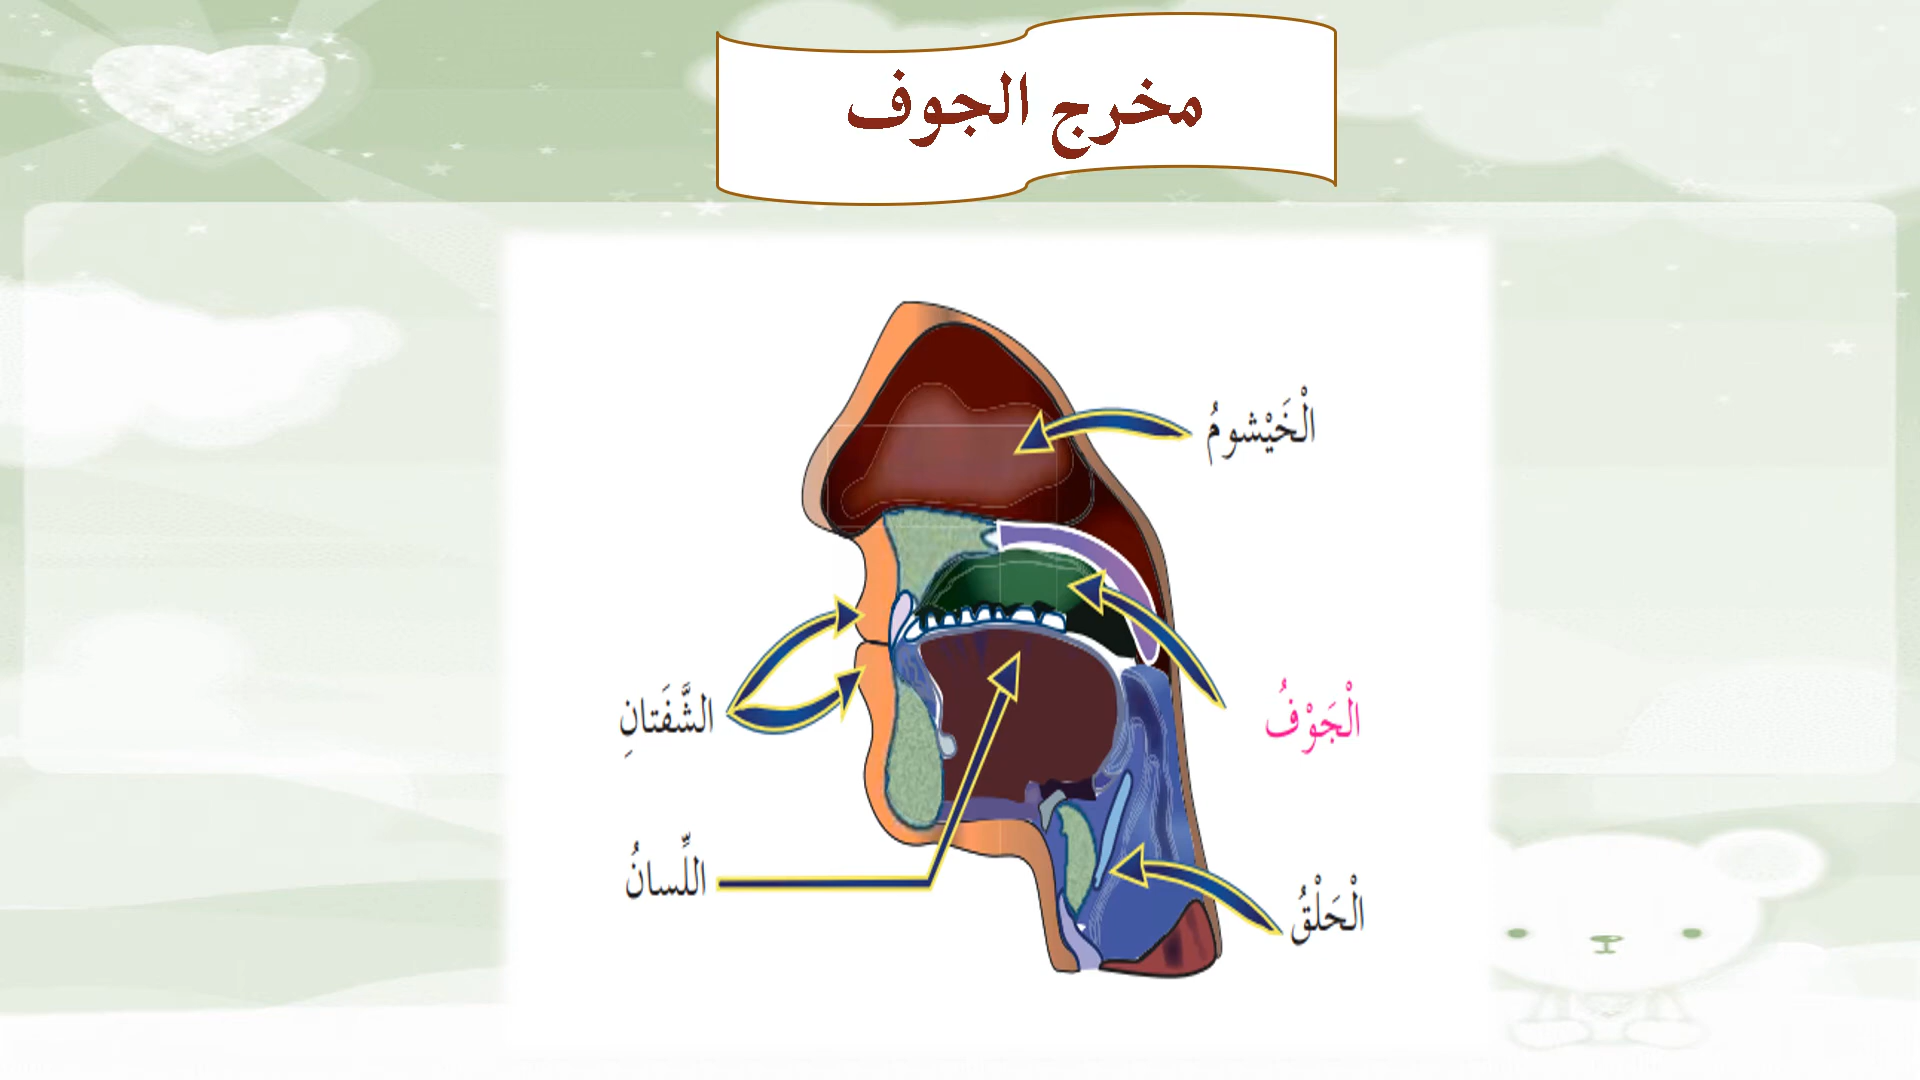 مخرج الجوف
الْخَيْشومُ
الْجَوْفُ
الشَّفَتانِ
اللِّسانُ
الْحَلْقُ